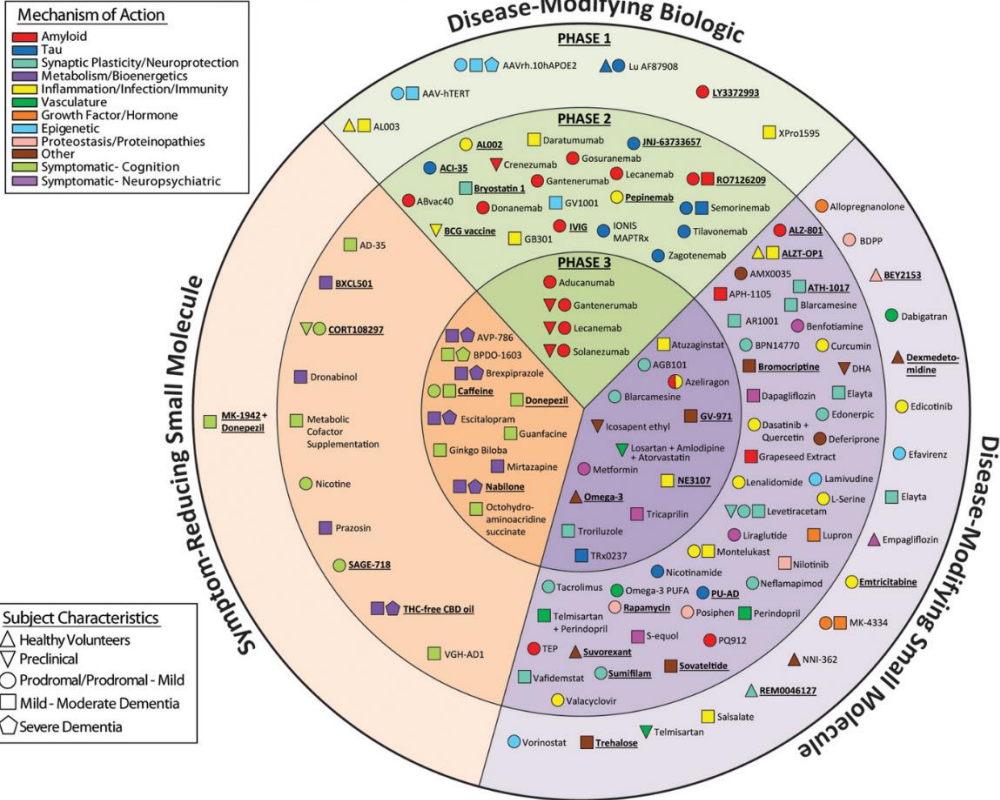 Disease-Modifying Biologic
Mechanism of Action
Amyloid
Tau
Synaptic Plasticity/Neuroprotection
Metabolism/Bioenergetics
Inflammation/Infection/Immunity
Vasculature
Growth Factor/Hormone
Epigenetic
Proteostasis/Proteinopathies
Other
Symptomatic- Cognition
Symptomatic- Neuropsychiatric
PHASE 1
AAVrh.10hAPOE2
Lu AF87908
AAV-hTERT
LY3372993
AL003
XPro1595
PHASE 2
AL002
Daratumumab
JNJ-63733657
ACI-35
Crenezumab
Gosuranemab
Lecanemab
Bryostatin 1
Gantenerumab
RO7126209
ABvac40
Donanemab
GV1001
Pepinemab
Semorinemab
BCG vaccine
GB301
IVIG
IONIS
MAPTRx
Tilavonemab
Zagotenemab
PHASE 3
Aducanumab
Gantenerumab
Lecanemab
Solanezumab
Symptom-Reducing Small Molecule
AD-35
BXCL501
CORT108297
Dronabinol
MK-1942 +
Donepezil
Metabolic
Cofactor
Supplementation
Nicotine
Prazosin
SAGE-718
THC-free CBD oil
VGH-AD1
AVP-786
BPDO-1603
Brexpiprazole
Caffeine
Donepezil
Escitalopram
Guanfacine
Ginkgo Biloba
Mirtazapine
Nabilone
Octohydro-
aminoacridine
succinate
Atuzaginstat
AGB101
Azeliragon
Blarcamesine
GV-971
Icosapent ethyl
Losartan + Amlodipine
+ Atorvastatin
Metformin
NE3107
Omega-3
Tricaprilin
Troriluzole
TRx0237
ALZ-801
ALZT-OP1
AMX0035
ATH-1017
APH-1105
Blarcamesine
AR1001
Benfotiamine
BPN14770
Curcumin
Bromocriptine
DHA
Dapagliflozin
Elayta
Edonerpic
Dasatinib +
Quercetin
Deferiprone
Grapeseed Extract
Lenalidomide
Lamivudine
L-Serine
Levetiracetam
Liraglutide
Lupron
Montelukast
Nilotinib
Nicotinamide
Neflamapimod
Tacrolimus
Omega-3 PUFA
PU-AD
Rapamycin
Posiphen
Perindopril
Telmisartan
+ Perindopril
S-equol
PQ912
TEP
Suvorexant
Sovateltide
Vafidemstat
Sumifilam
Valacyclovir
Allopregnanolone
BDPP
BEY2153
Dabigatran
Dexmedeto-
midine
Edicotinib
Efavirenz
Elayta
Empagliflozin
Emtricitabine
MK-4334
NNI-362
REM0046127
Salsalate
Telmisartan
Trehalose
Vorinostat
Disease-Modifying Small Molecule
Subject Characteristics
Healthy Volunteers
Preclinical
Prodromal/Prodromal - Mild
Mild - Moderate Dementia
Severe Dementia